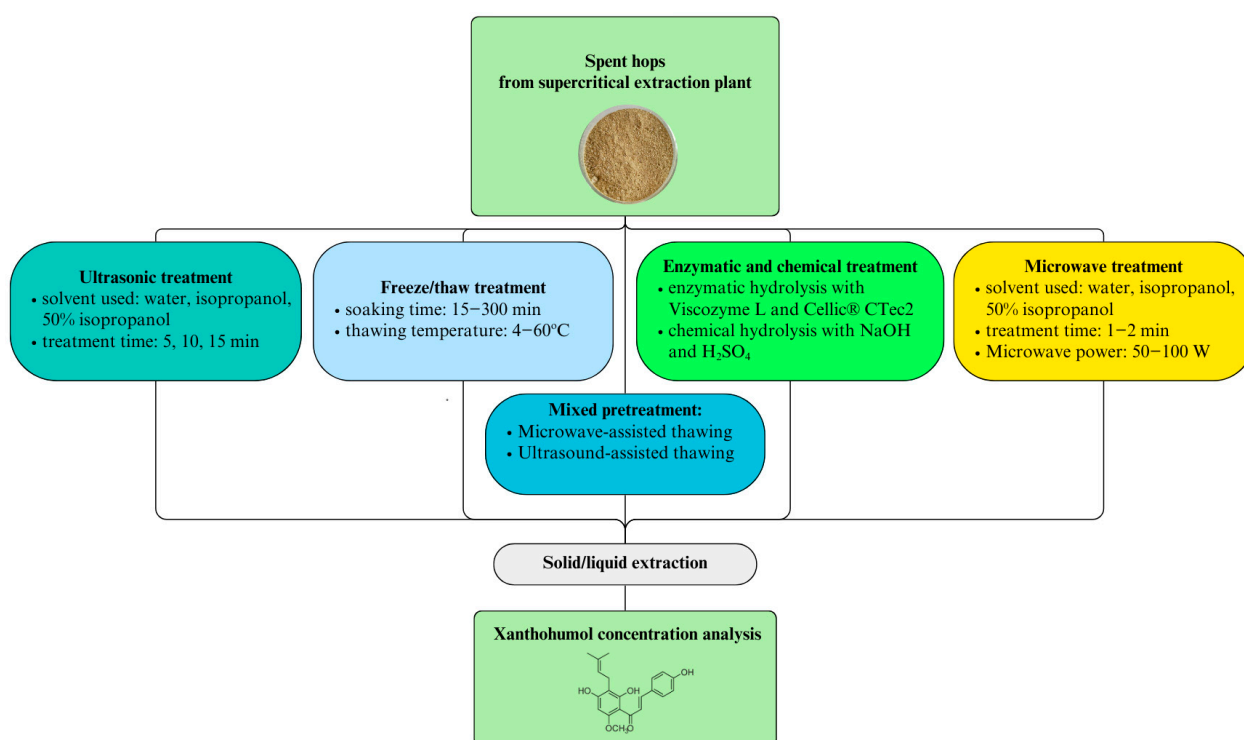 Spent hops
from supercritical extraction plant
Ultrasonic treatment
• solvent used: water, isopropanol,
50% isopropanol
• treatment time: 5, 10, 15 min
Freeze/thaw treatment
• soaking time: 15−300 min
• thawing temperature: 4−60°C
Enzymatic and chemical treatment
• enzymatic hydrolysis with
Viscozyme L and Cellic® CTec2
• chemical hydrolysis with NaOH
and H₂SO₄
Microwave treatment
• solvent used: water, isopropanol,
50% isopropanol
• treatment time: 1−2 min
• Microwave power: 50−100 W
Mixed pretreatment:
• Microwave-assisted thawing
• Ultrasound-assisted thawing
Solid/liquid extraction
Xanthohumol concentration analysis
OH
HO
OH
OCH₃
O